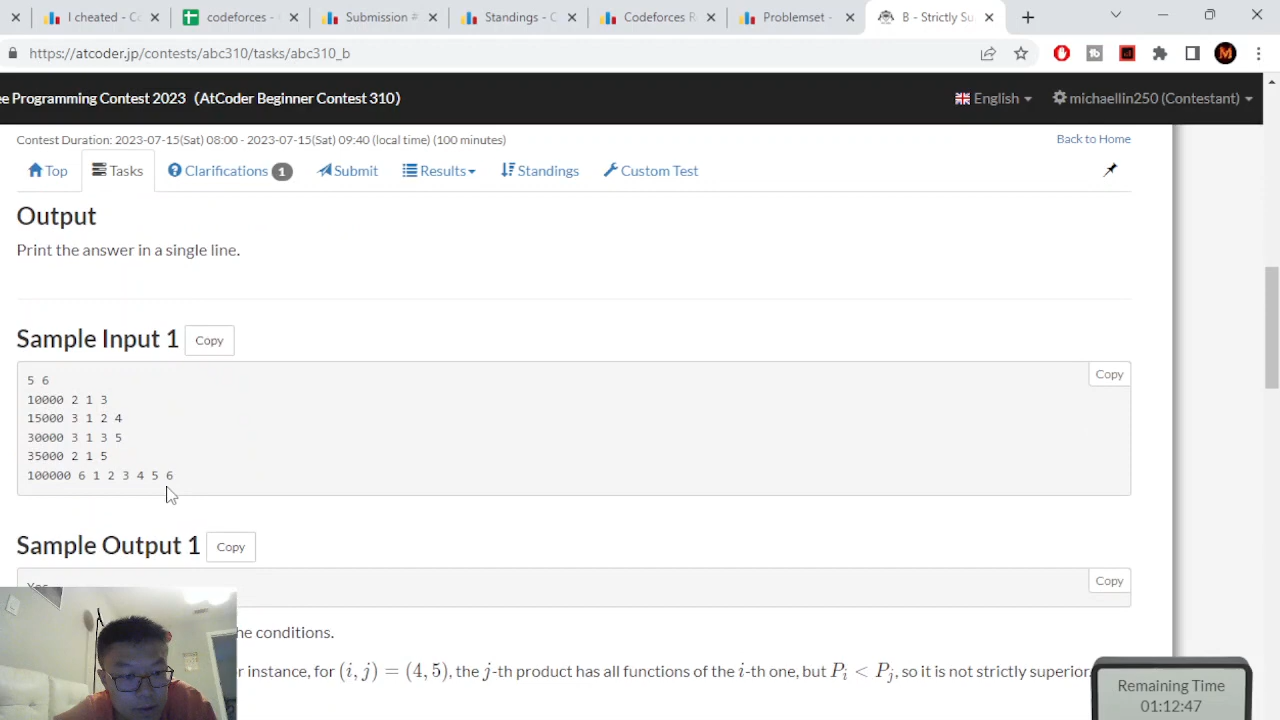 I cheated - C
codeforces -
Submission #
Standings - C
Codeforces R
Problemset -
B - Strictly Su
https://atcoder.jp/contests/abc310/tasks/abc310_b
e Programming Contest 2023 (AtCoder Beginner Contest 310)
English
michaellin250 (Contestant)
Contest Duration: 2023-07-15(Sat) 08:00 - 2023-07-15(Sat) 09:40 (local time) (100 minutes)
Back to Home
Top
Tasks
Clarifications 1
Submit
Results
Standings
Custom Test
Output
Print the answer in a single line.
Sample Input 1
Copy
Copy
5 6
10000 2 1 3
15000 3 1 2 4
30000 3 1 3 5
35000 2 1 5
100000 6 1 2 3 4 5 6
Sample Output 1
Copy
Copy
he conditions.
r instance, for (i, j) = (4, 5), the j-th product has all functions of the i-th one, but Pi < Pj, so it is not strictly superior.
Remaining Time
01:12:47